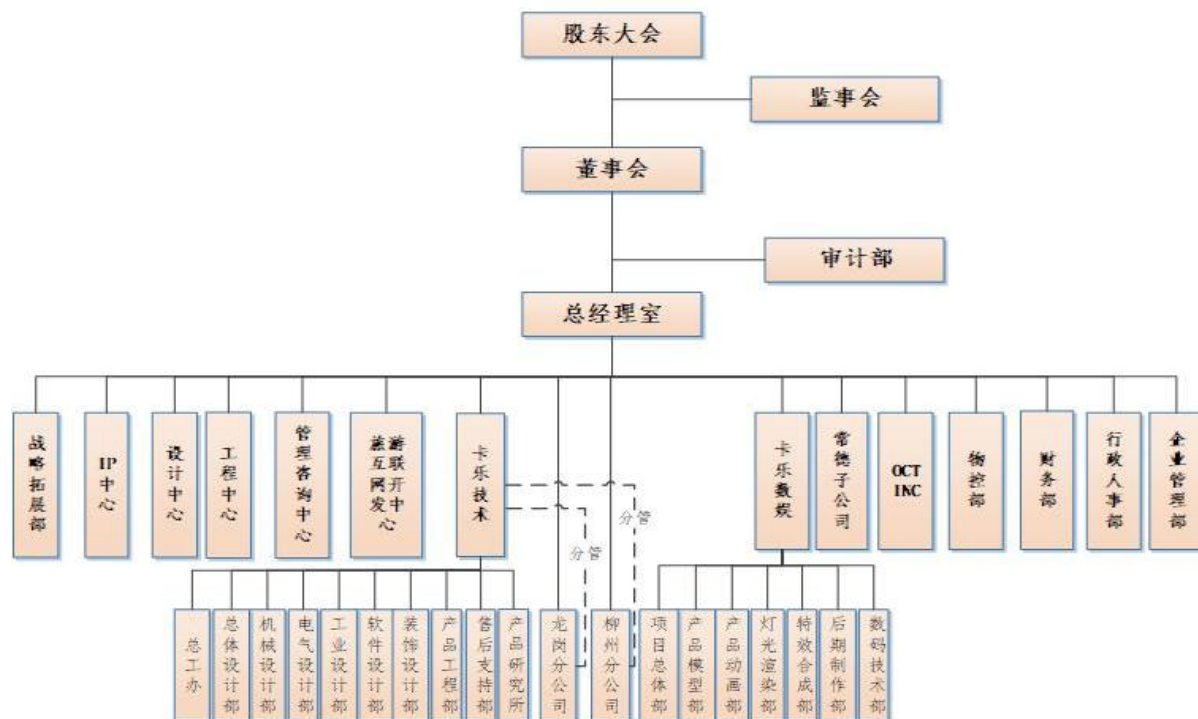 股东大会
监事会
董事会
审计部
总经理室
战略拓展部
IP中心
设计中心
工程中心
管理咨询中心
游互联网开发中心
卡乐技术
卡乐数娱
常德子公司
OCT
INC
物控部
财务部
行政人事部
企业管理部
分管
分管
总工办
总体设计部
机械设计部
电气设计部
工业设计部
软件设计部
装饰设计部
产品工程部
售后支持部
产品研究所
龙岗分公司
柳州分公司
项目总体部
产品模型部
产品动画部
灯光渲染部
特效合成部
后期制作部
数码技术部